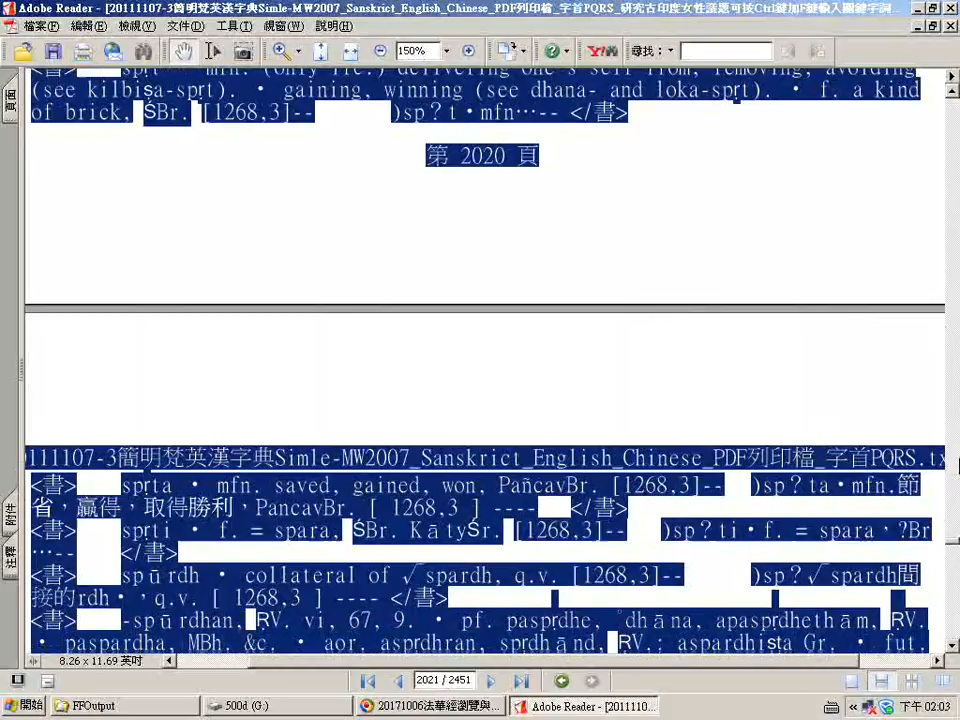 Adobe Reader - [20111107-3簡明梵英漢字典Simle-MW2007_Sanskrict_English_Chinese_PDF列印檔_字首PQRS_研究古印度女性議題可按Ctrl鍵加F鍵輸入關鍵字詞...
檔案(F) 編輯(E) 檢視(V) 文件(D) 工具(T) 視窗(W) 說明(H)
150% 尋找:
頁面
<書> spṛt • mfn. (only ifc.) delivering one's self from, removing, avoiding
(see kilbiṣa-spṛt). • gaining, winning (see dhana- and loka-spṛt). • f. a kind
of brick, ŚBr. [1268,3]-- )sp？t•mfn…-- </書>
第 2020 頁
111107-3簡明梵英漢字典Simle-MW2007_Sanskrict_English_Chinese_PDF列印檔_字首PQRS.tx
<書> spṛta • mfn. saved, gained, won, PañcavBr. [1268,3]-- )sp？ta•mfn.節
省，贏得，取得勝利，PancavBr. [ 1268,3 ] ---- </書>
<書> spṛti • f. = spara, ŚBr. KātyŚr. [1268,3]-- )sp？ti•f. = spara，?Br
…-- </書>
<書> spūrdh • collateral of √spardh, q.v. [1268,3]-- )sp？√spardh間
接的rdh•，q.v. [ 1268,3 ] ---- </書>
<書> -spūrdhan, RV. vi, 67, 9. • pf. paspṛdhe, °dhāna, apaspṛdhethām, RV.
• paspardha, MBh. &c. • aor. aspṛdhran, spṛdhānd, RV.; aspardhiṣta Gr. • fut.
附件
註釋
8.26 x 11.69 英吋
2021 / 2451
開始 FFOutput 500d (G:) 20171006法華經瀏覽與... Adobe Reader - [2011110... 下午 02:03